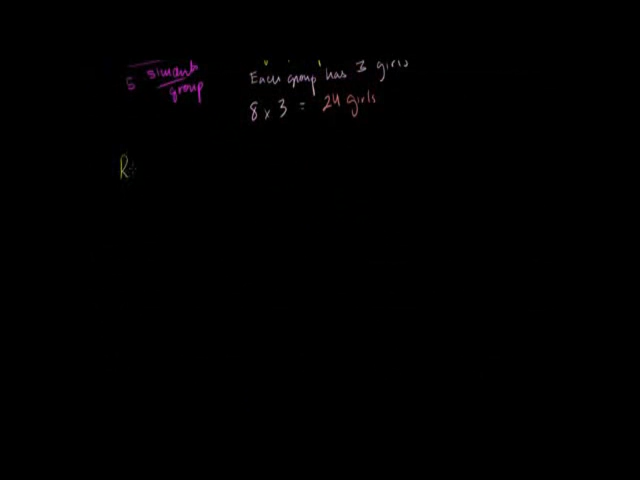 5 students
group
Each group has 3 girls
8 x 3 = 24 girls
R